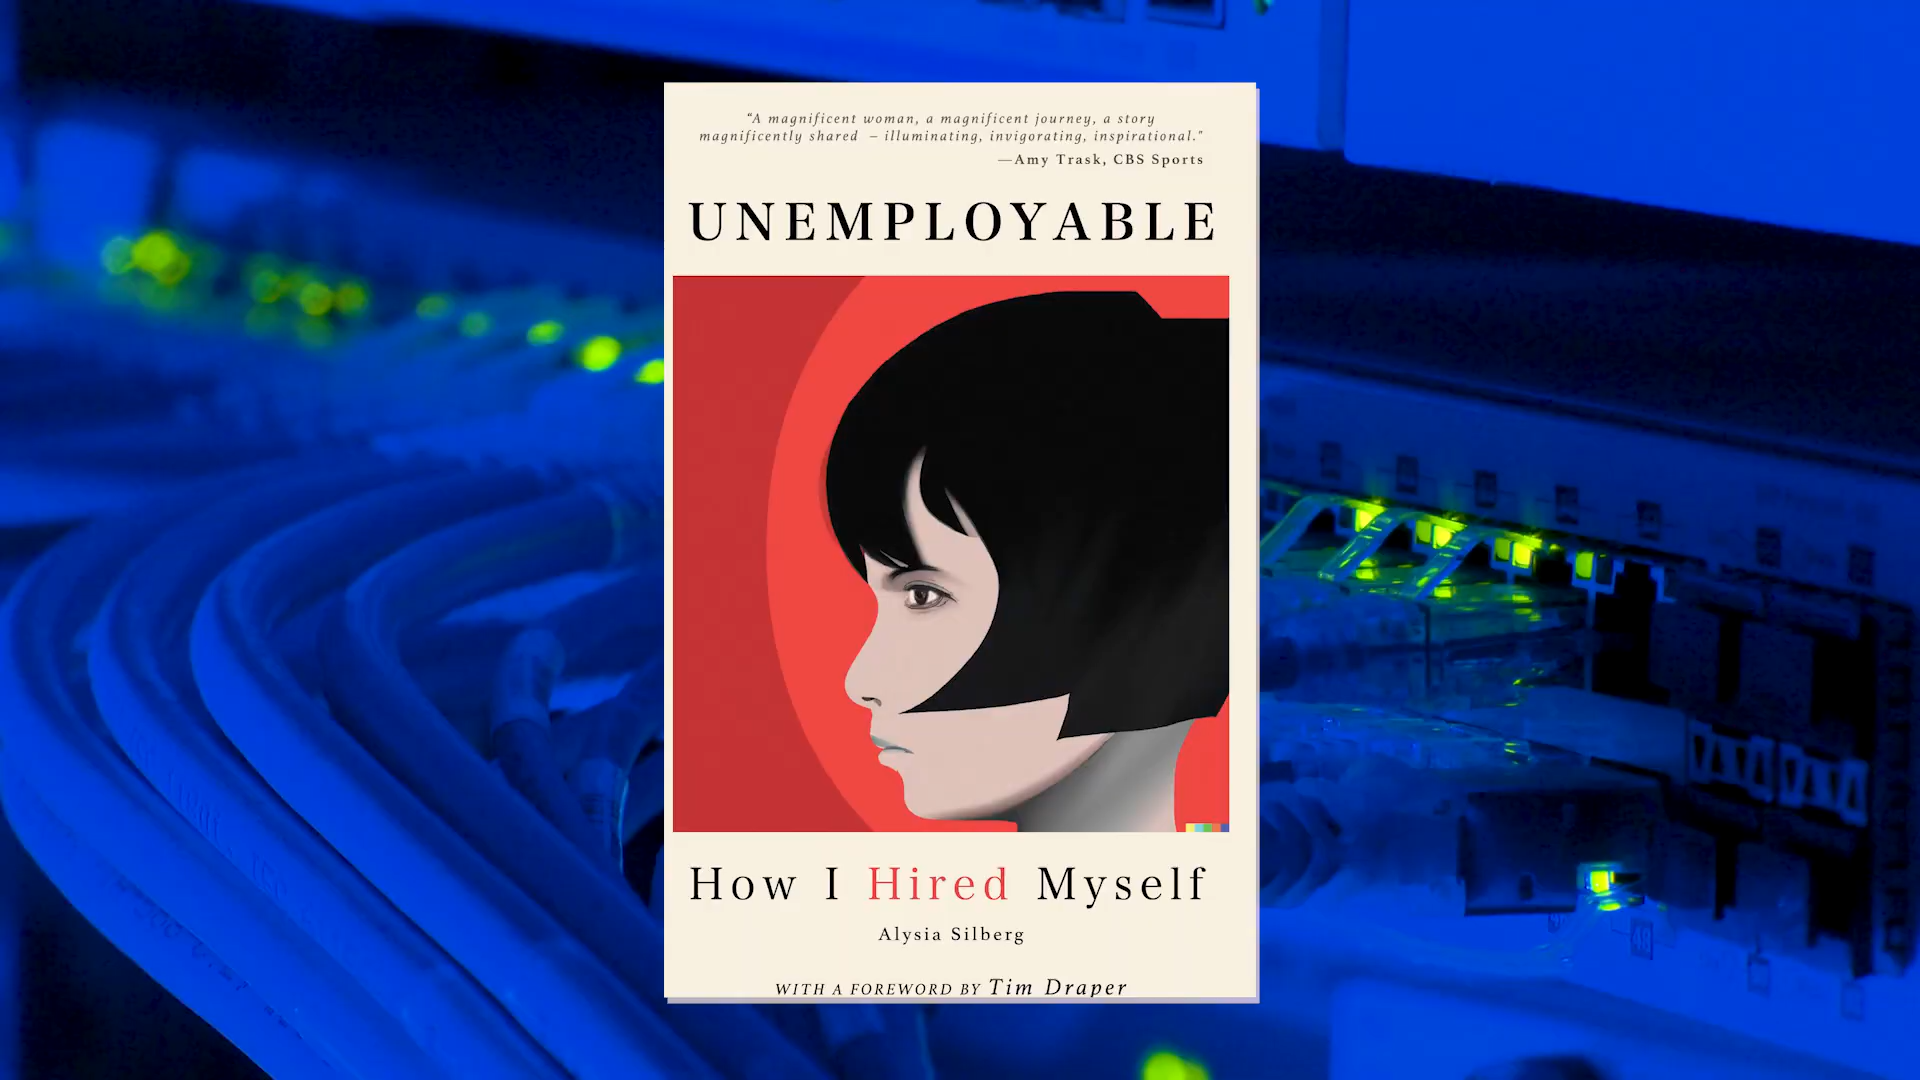 “A magnificent woman, a magnificent journey, a story
magnificently shared – illuminating, invigorating, inspirational."
—Amy Trask, CBS Sports
UNEMPLOYABLE
How I Hired Myself
Alysia Silberg
WITH A FOREWORD BY Tim Draper